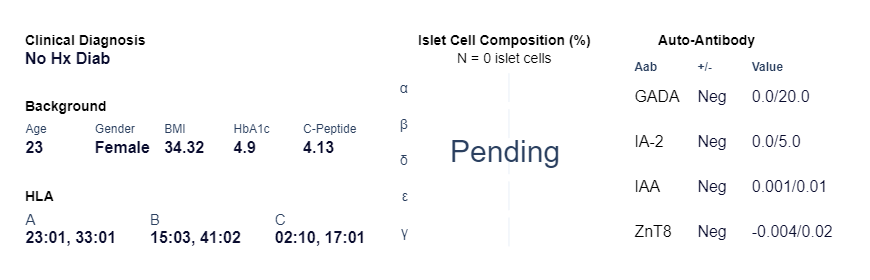 Clinical Diagnosis
No Hx Diab
Background
Age Gender BMI HbA1c C-Peptide
23 Female 34.32 4.9 4.13
HLA
A B C
23:01, 33:01 15:03, 41:02 02:10, 17:01
Islet Cell Composition (%)
N = 0 islet cells
α
β
δ
ε
γ
Pending
Auto-Antibody
Aab +/- Value
GADA Neg 0.0/20.0
IA-2 Neg 0.0/5.0
IAA Neg 0.001/0.01
ZnT8 Neg -0.004/0.02